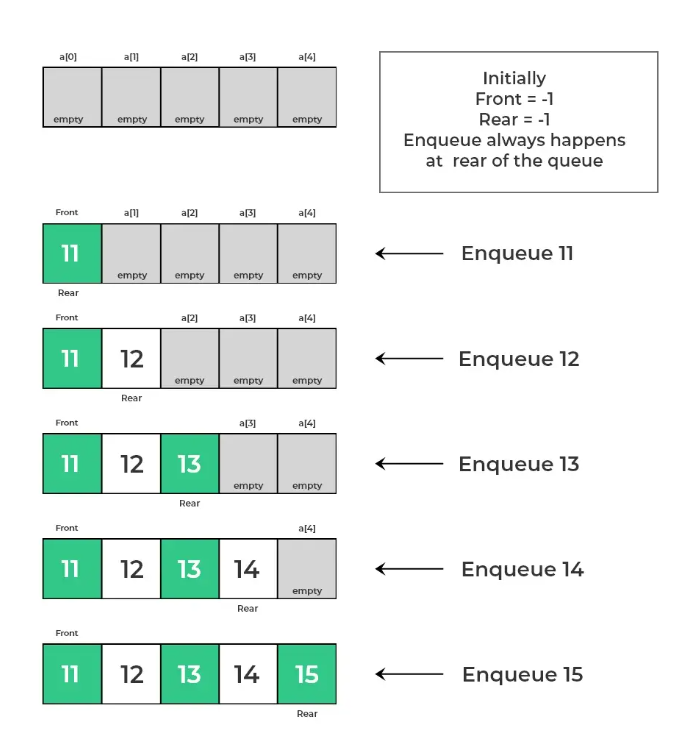 a[0] a[1] a[2] a[3] a[4]
empty empty empty empty empty
Initially
Front = -1
Rear = -1
Enqueue always happens
at rear of the queue
Front a[1] a[2] a[3] a[4]
11 Enqueue 11
empty empty empty empty
Rear
Front a[2] a[3] a[4]
11 12 Enqueue 12
empty empty empty
Rear
Front a[3] a[4]
11 12 13 Enqueue 13
empty empty
Rear
Front a[4]
11 12 13 14 Enqueue 14
empty
Rear
Front
11 12 13 14 15 Enqueue 15
Rear